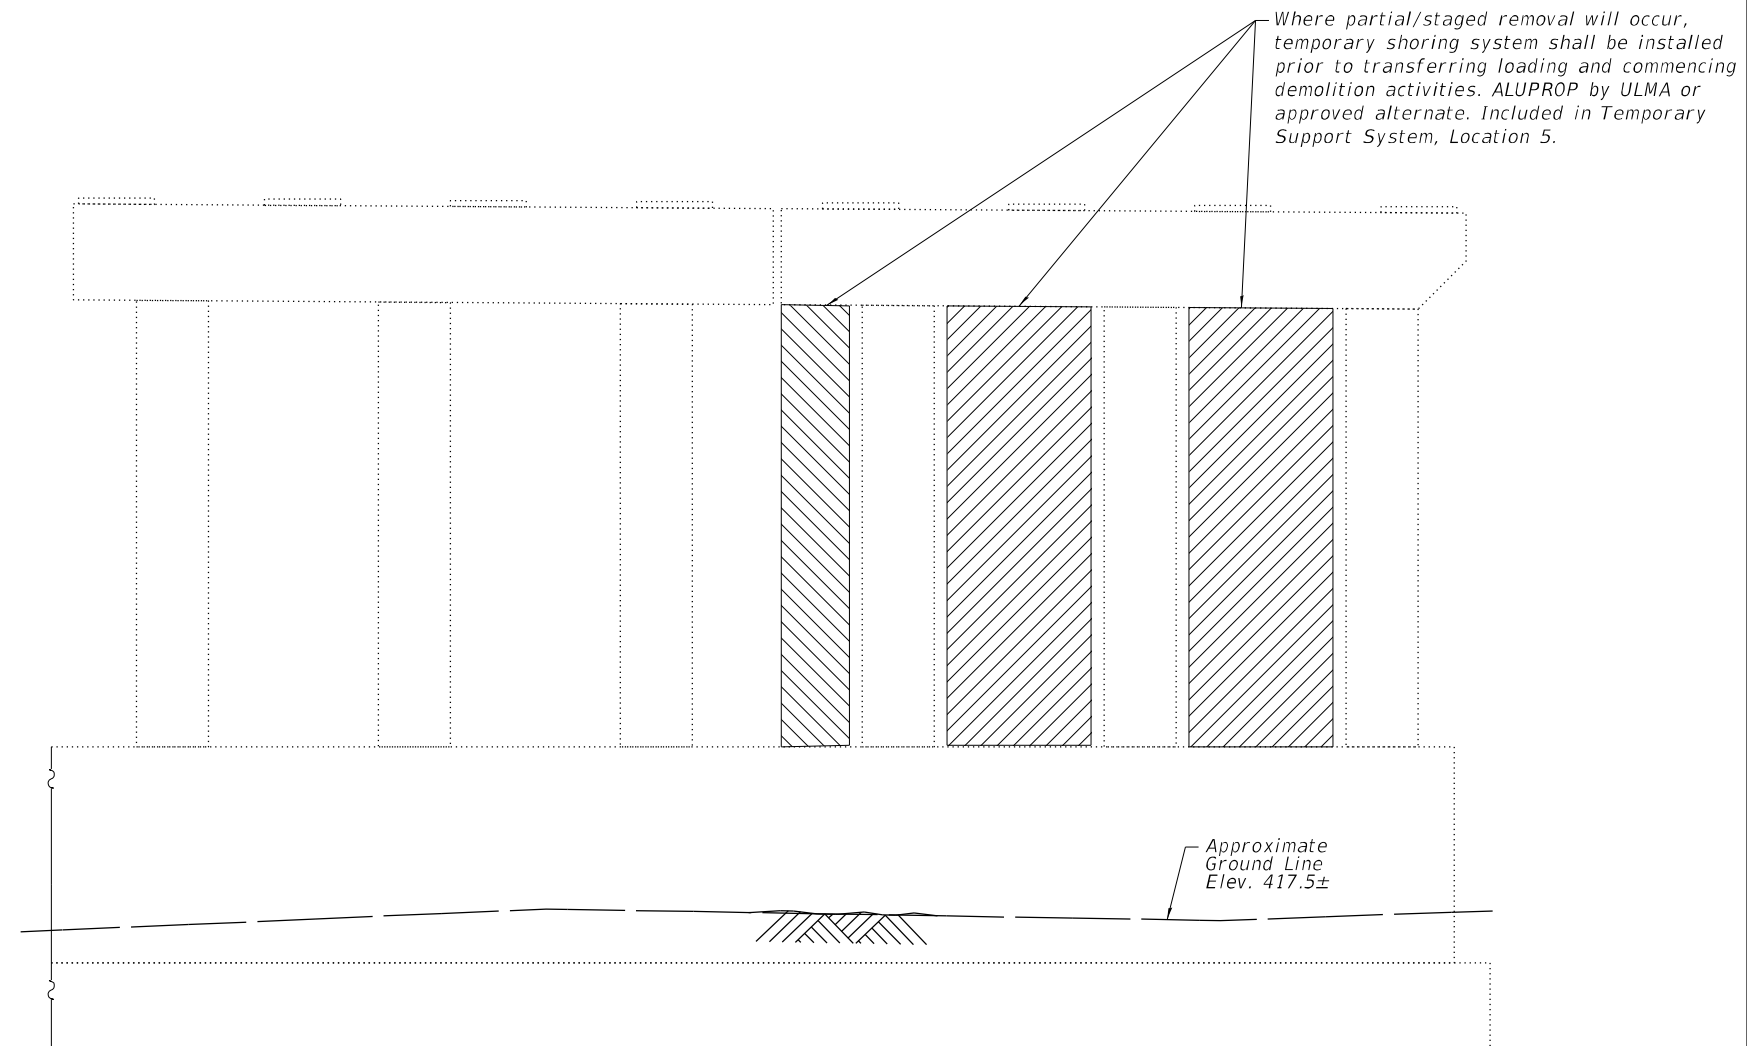 Where partial/staged removal will occur,
temporary shoring system shall be installed
prior to transferring loading and commencing
demolition activities. ALUPROP by ULMA or
approved alternate. Included in Temporary
Support System, Location 5.
Approximate
Ground Line
Elev. 417.5±